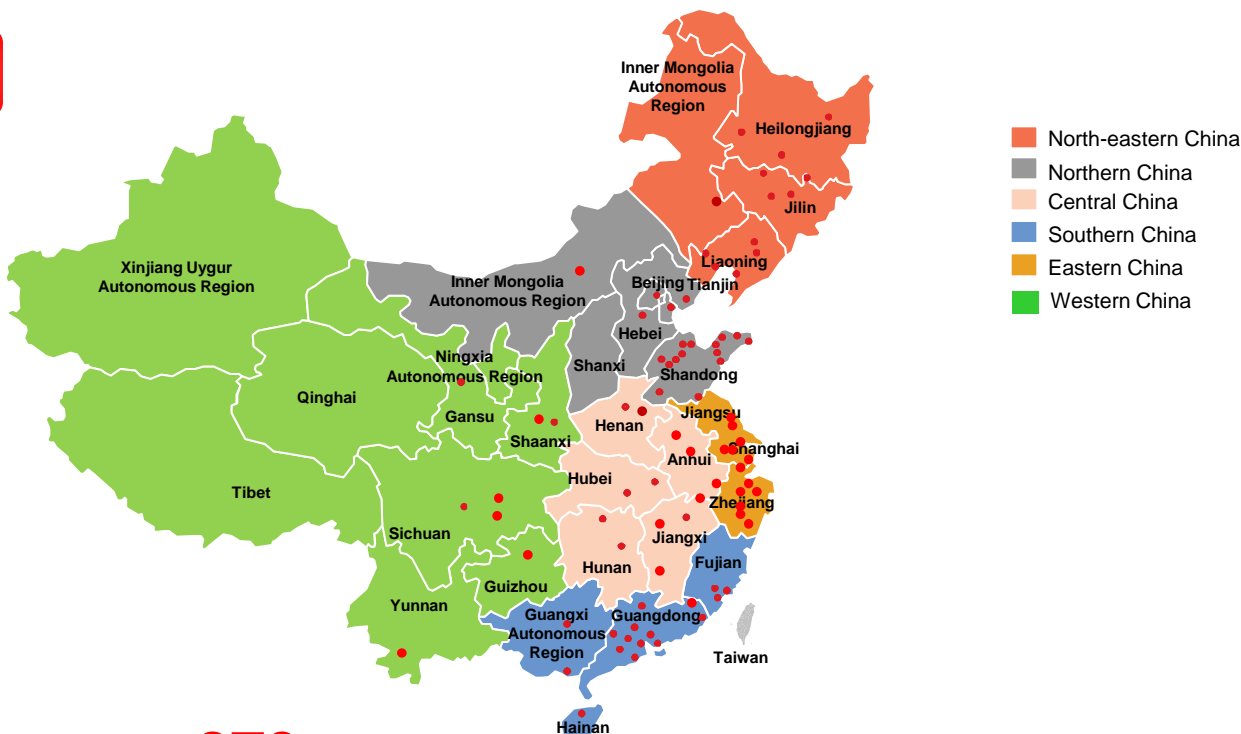 Inner Mongolia
Autonomous
Region
Heilongjiang
Jilin
Liaoning
Xinjiang Uygur
Autonomous Region
Inner Mongolia
Autonomous Region
Beijing
Tianjin
Hebei
Shanxi
Shandong
Ningxia
Autonomous Region
Qinghai
Gansu
Shaanxi
Henan
Jiangsu
Shanghai
Anhui
Hubei
Zhejiang
Tibet
Sichuan
Jiangxi
Hunan
Fujian
Guizhou
Yunnan
Guangxi
Autonomous
Region
Guangdong
Taiwan
Hainan
North-eastern China
Northern China
Central China
Southern China
Eastern China
Western China